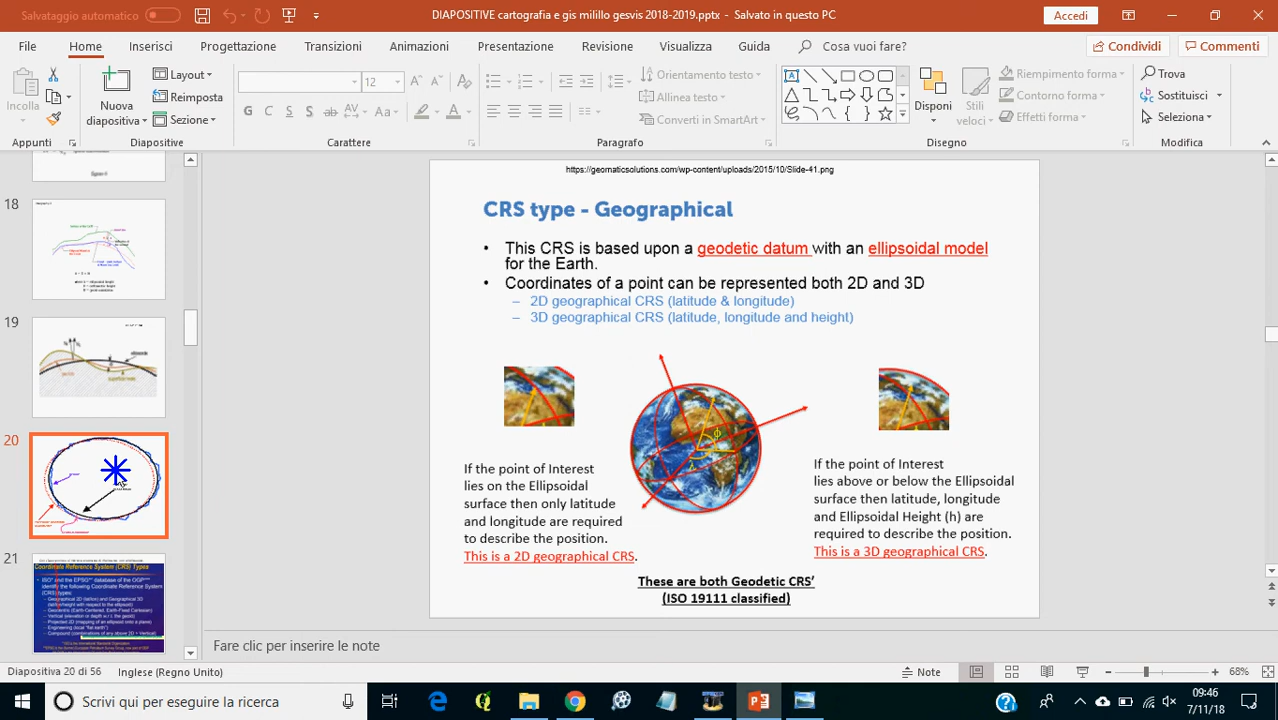 Salvataggio automatico
DIAPOSITIVE cartografia e gis milillo gesvis 2018-2019.pptx - Salvato in questo PC
Accedi
File Home Inserisci Progettazione Transizioni Animazioni Presentazione Revisione Visualizza Guida Cosa vuoi fare? Condividi Commenti
Layout 12 Orientamento testo Riempimento forma Trova
Incolla Nuova diapositiva Reimposta Allinea testo Disponi Stili veloci Contorno forma Sostituisci
Sezione G C S S ab AV Aa A Converti in SmartArt Effetti forma Seleziona
Appunti Diapositive Carattere Paragrafo Disegno Modifica
18
19
20
21
Coordinate Reference System (CRS) Types
https://geomaticsolutions.com/wp-content/uploads/2015/10/Slide-41.png
CRS type - Geographical
• This CRS is based upon a geodetic datum with an ellipsoidal model
for the Earth.
• Coordinates of a point can be represented both 2D and 3D
– 2D geographical CRS (latitude & longitude)
– 3D geographical CRS (latitude, longitude and height)
ϕ
λ
If the point of Interest
lies on the Ellipsoidal
surface then only latitude
and longitude are required
to describe the position.
This is a 2D geographical CRS.
If the point of Interest
lies above or below the Ellipsoidal
surface then latitude, longitude
and Ellipsoidal Height (h) are
required to describe the position.
This is a 3D geographical CRS.
These are both Geodetic CRS'
(ISO 19111 classified)
Fare clic per inserire le note
Diapositiva 20 di 56 Inglese (Regno Unito) Note 68%
Scrivi qui per eseguire la ricerca
09:46
7/11/18